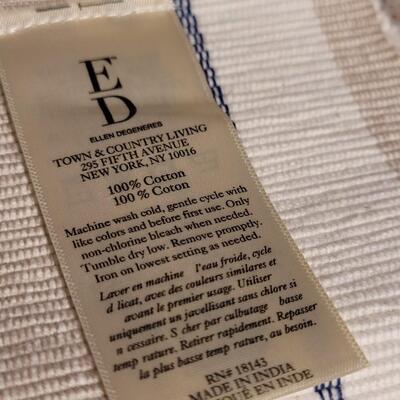 E
D
ELLEN DEGENERES
TOWN & COUNTRY LIVING
295 FIFTH AVENUE
NEW YORK, NY 10016
100% Cotton
100% Coton
Machine wash cold, gentle cycle with
like colors and before first use. Only
non-chlorine bleach when needed.
Tumble dry low. Remove promptly.
Iron on lowest setting as needed.
Laver en machine l'eau froide, cycle
d licat, avec des couleurs similaires et
avant le premier usage. Utiliser
uniquement un javellisant sans chlore si
n cessaire. S cher par culbutage basse
temp rature. Retirer rapidement. Repasser
la plus basse temp rature, au besoin.
RN# 18143
MADE IN INDIA
QUÉ EN INDE